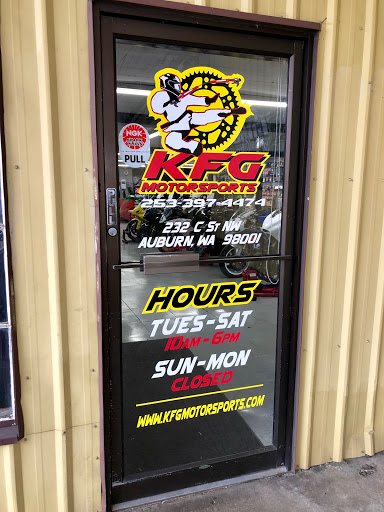 NGK
PULL
KFG
MOTORSPORTS
253-397-4474
232 C St NW
Auburn, WA 98001
HOURS
TUES-SAT
10AM-6PM
SUN-MON
CLOSED
WWW.KFGMOTORSPORTS.COM